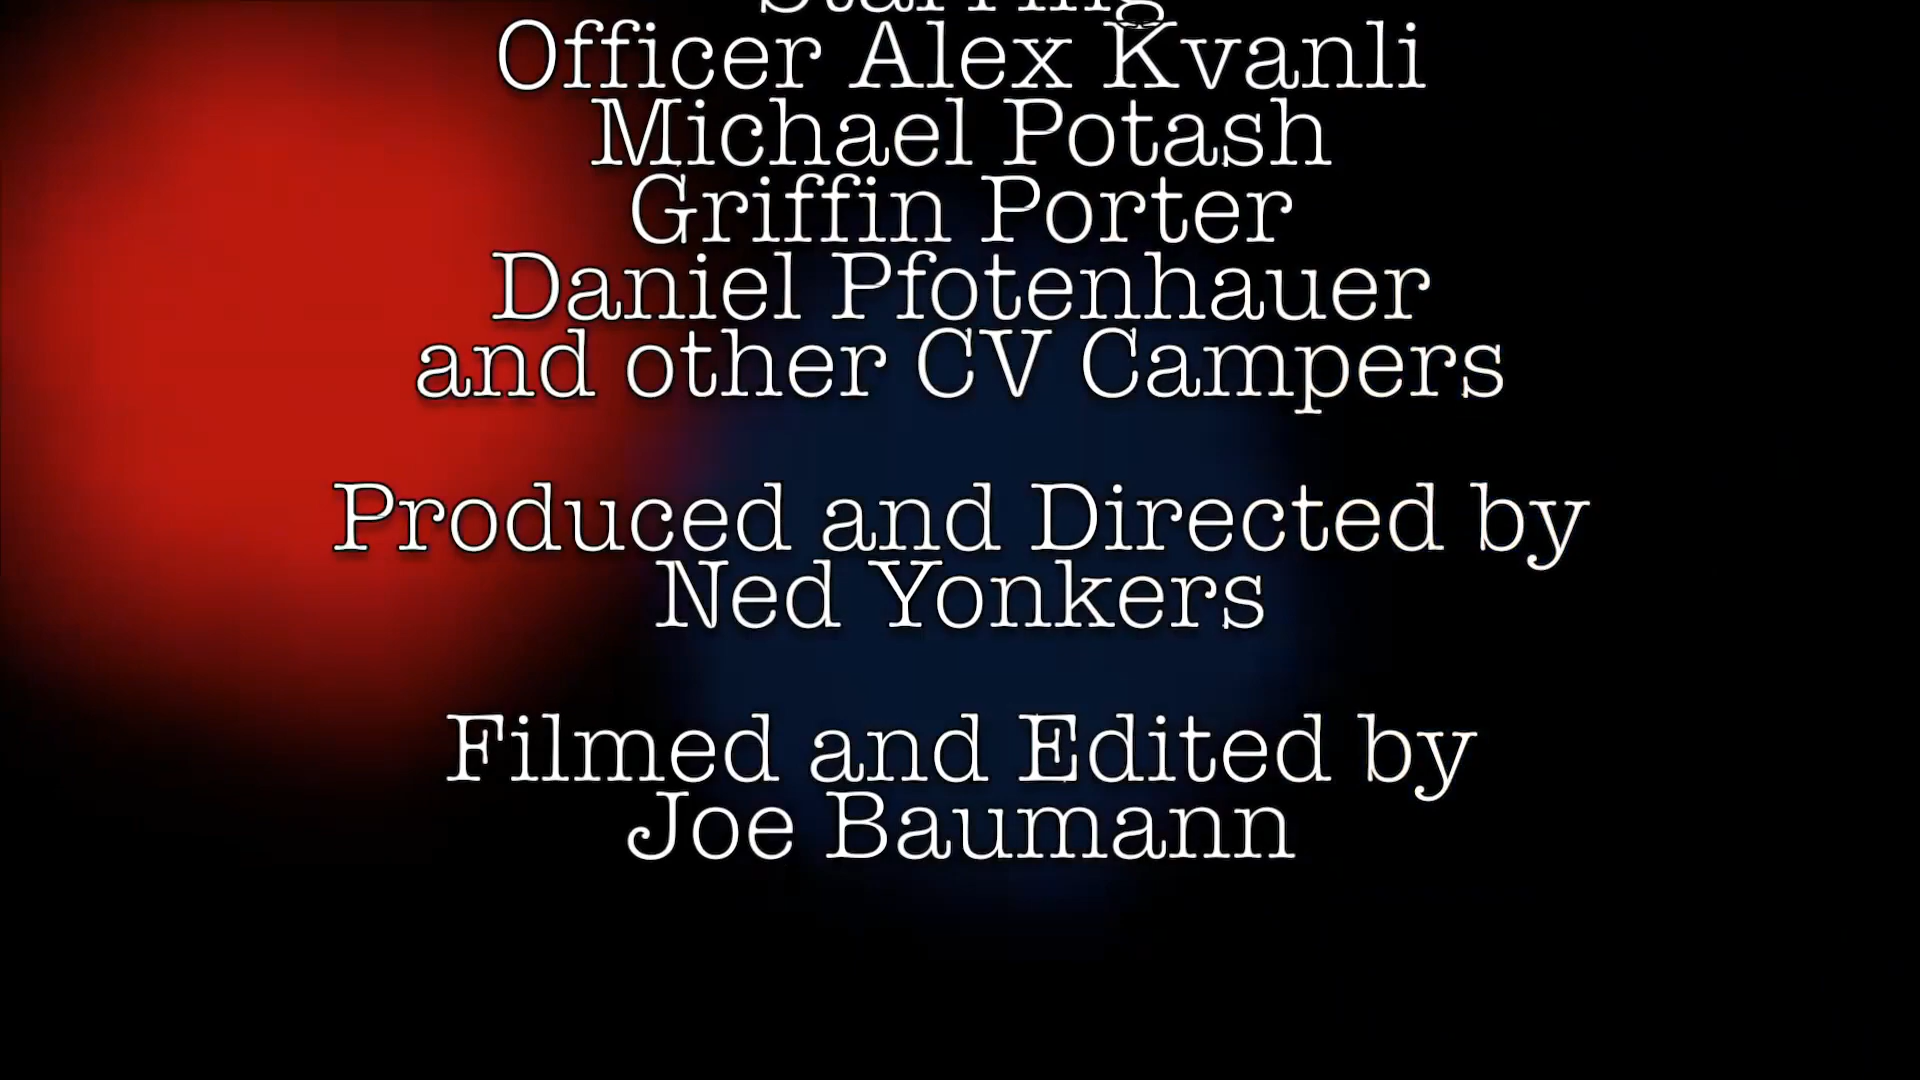 Starring
Officer Alex Kvanli
Michael Potash
Griffin Porter
Daniel Pfotenhauer
and other CV Campers
Produced and Directed by
Ned Yonkers
Filmed and Edited by
Joe Baumann